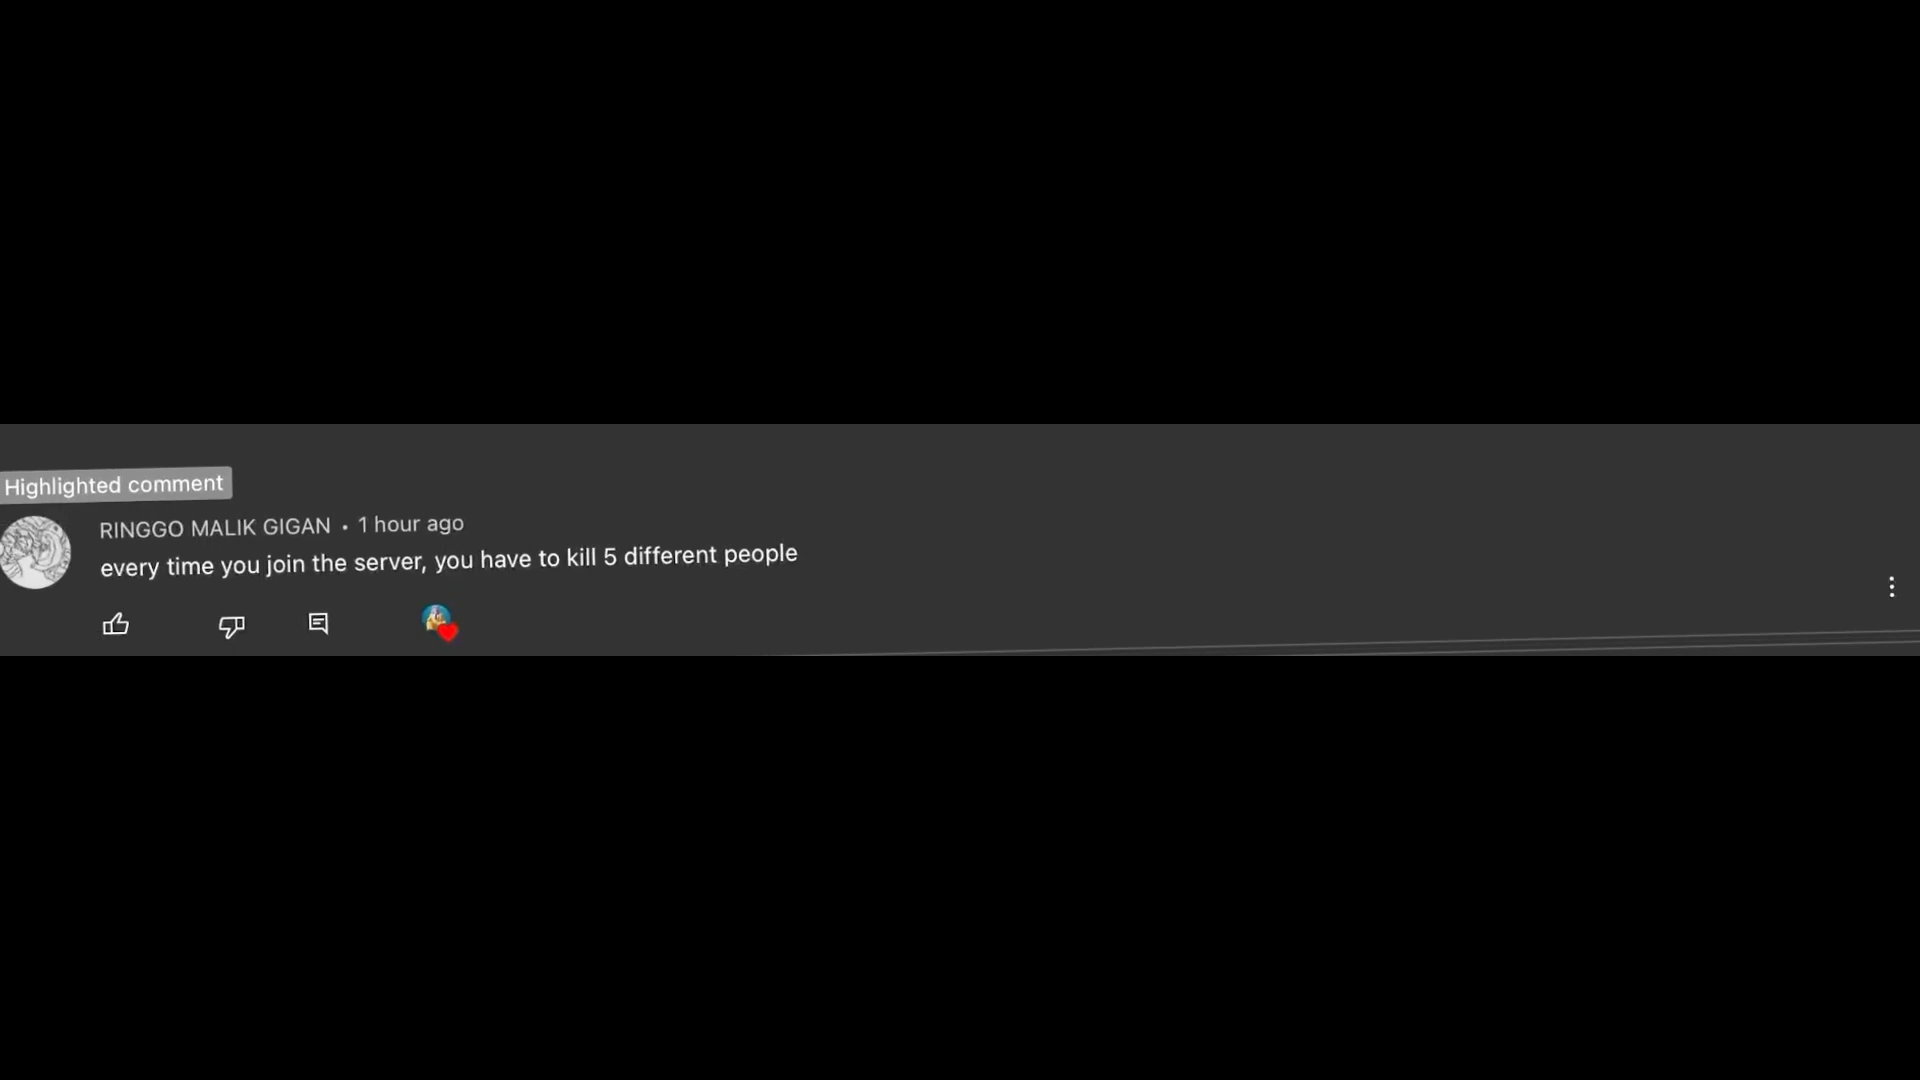 Highlighted comment
RINGGO MALIK GIGAN • 1 hour ago
every time you join the server, you have to kill 5 different people